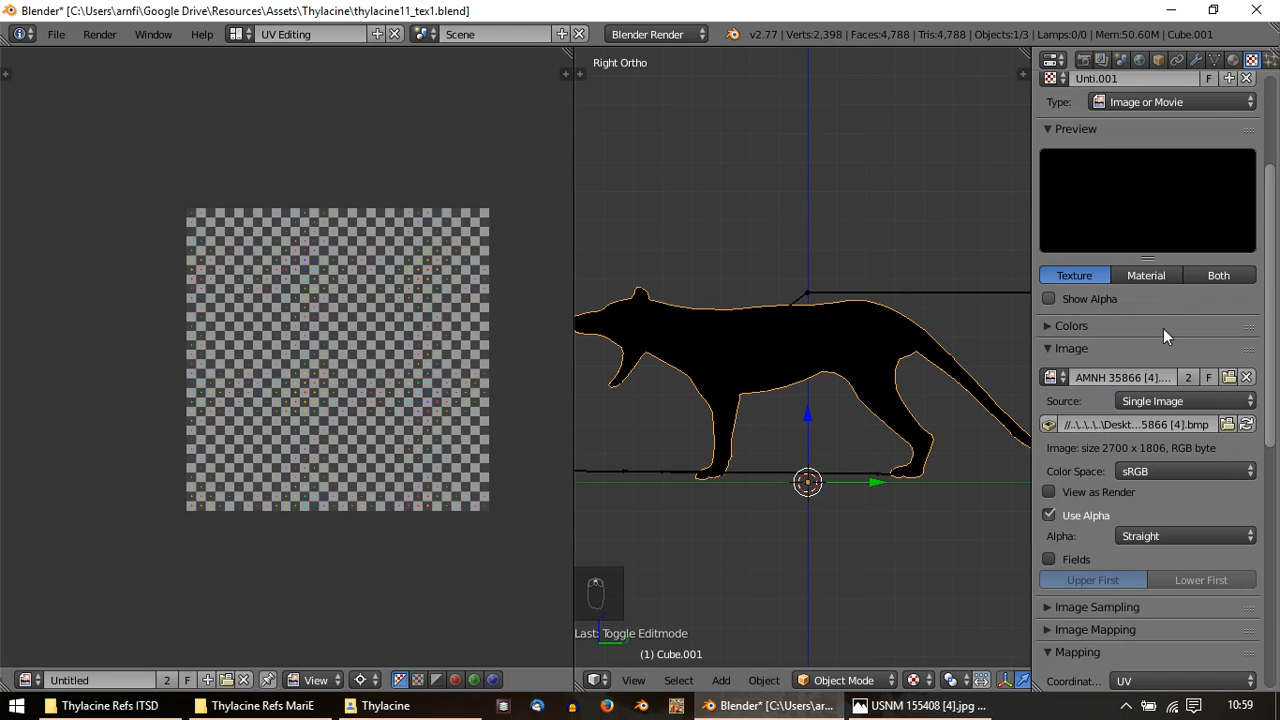 Blender* [C:\Users\arnfi\Google Drive\Resources\Assets\Thylacine\thylacine11_tex1.blend]
File Render Window Help UV Editing Scene Blender Render v2.77 | Verts:2,398 | Faces:4,788 | Tris:4,788 | Objects:1/3 | Lamps:0/0 | Mem:50.60M | Cube.001
Right Ortho
Unti.001 F
Type: Image or Movie
Preview
Texture Material Both
Show Alpha
Colors
Image
AMNH 35866 [4].... 2 F
Source: Single Image
//..\..\..\..\Deskt...5866 [4].bmp
Image: size 2700 x 1806, RGB byte
Color Space: sRGB
View as Render
Use Alpha
Alpha: Straight
Fields
Upper First Lower First
Image Sampling
Image Mapping
Mapping
Coordinat... UV
Last: Toggle Editmode
(1) Cube.001
Untitled 2 F View
View Select Add Object Object Mode
Thylacine Refs ITSD Thylacine Refs MariE Thylacine Blender* [C:\Users\ar... USNM 155408 [4].jpg ... 10:59